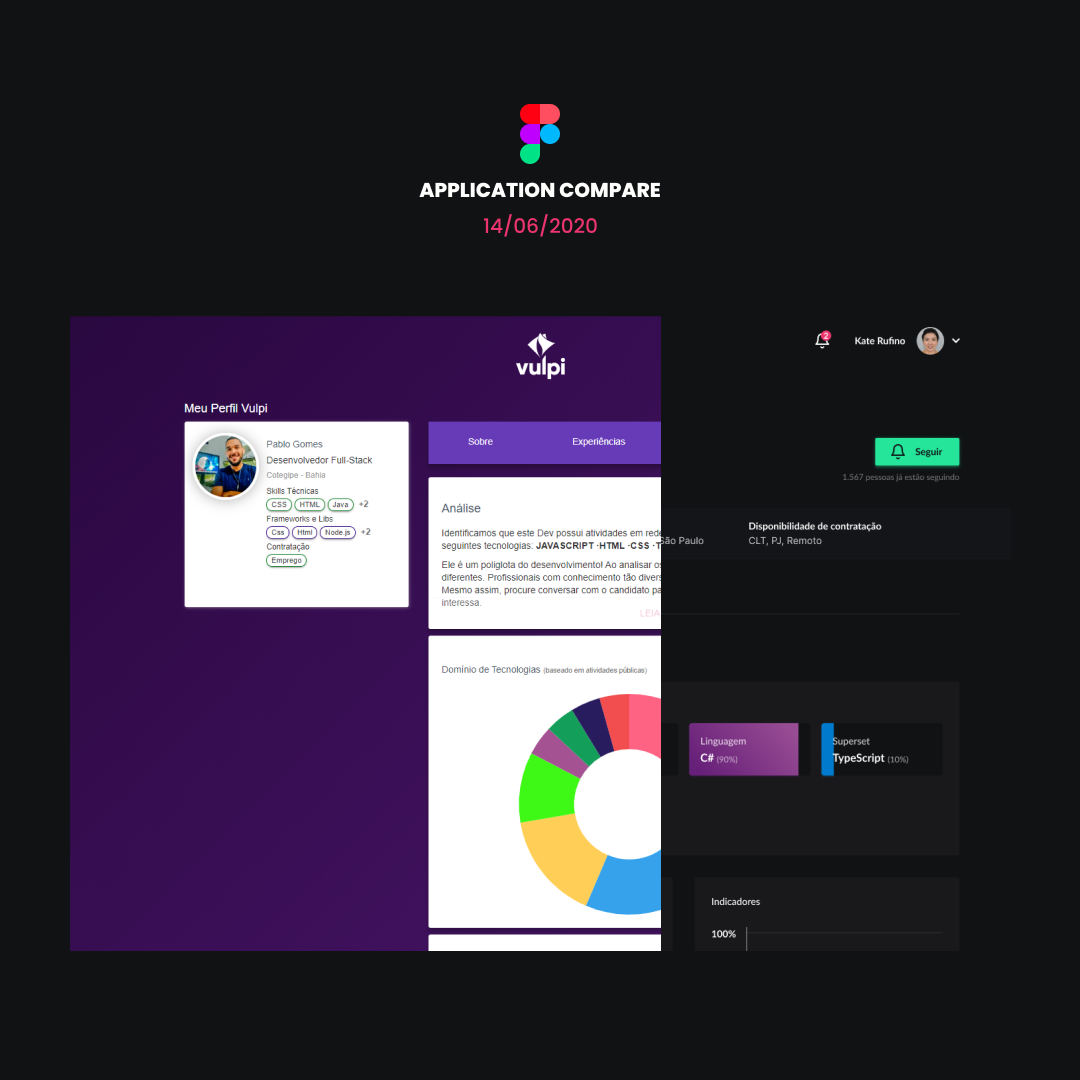 APPLICATION COMPARE
14/06/2020
vulpi
Meu Perfil Vulpi
Pablo Gomes
Desenvolvedor Full-Stack
Cotegipe - Bahia
Skills Técnicas
CSS HTML Java +2
Frameworks e Libs
Css Html Node.js +2
Contratação
Emprego
Sobre Experiências
Análise
Identificamos que este Dev possui atividades em rede
seguintes tecnologias: JAVASCRIPT ·HTML ·CSS ·T
Ele é um poliglota do desenvolvimento! Ao analisar os
diferentes. Profissionais com conhecimento tão divers
Mesmo assim, procure conversar com o candidato pa
interessa.
LEIA
Domínio de Tecnologias (baseado em atividades públicas)
2
Kate Rufino
Seguir
1.567 pessoas já estão seguindo
São Paulo
Disponibilidade de contratação
CLT, PJ, Remoto
Linguagem
C# (90%)
Superset
TypeScript (10%)
Indicadores
100%